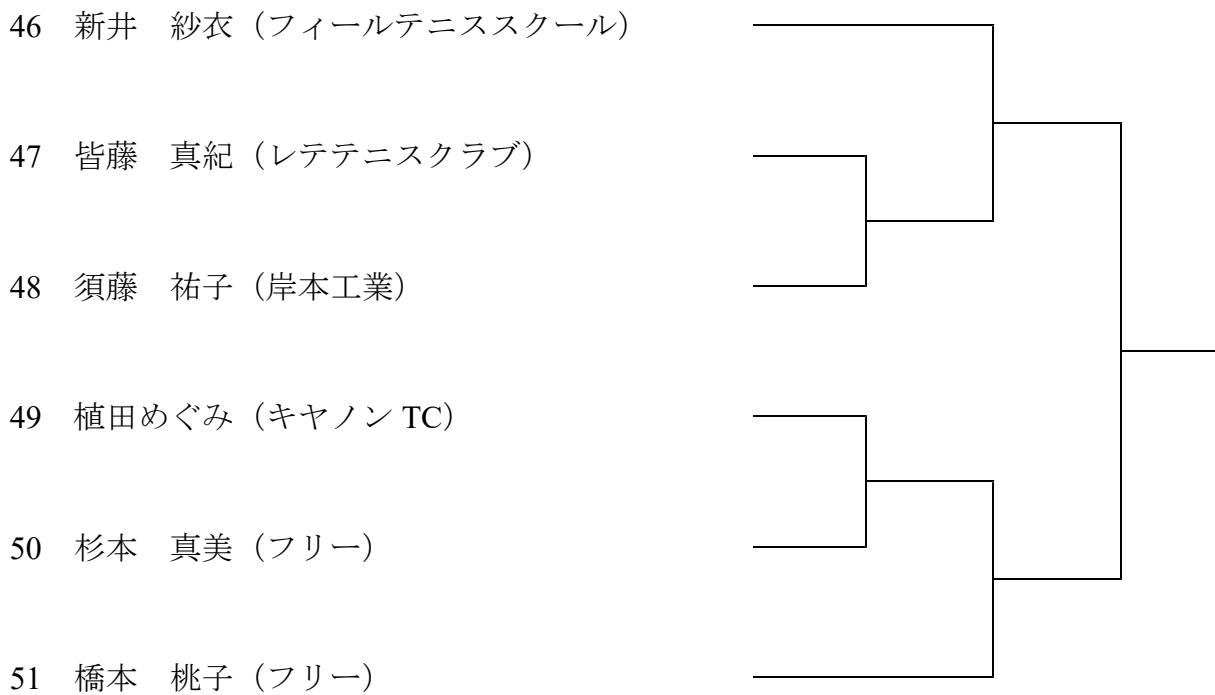 46 新井 紗衣（フィールテニススクール）
47 皆藤 真紀（レテテニスクラブ）
48 須藤 祐子（岸本工業）
49 植田めぐみ（キヤノン TC）
50 杉本 真美（フリー）
51 橋本 桃子（フリー）